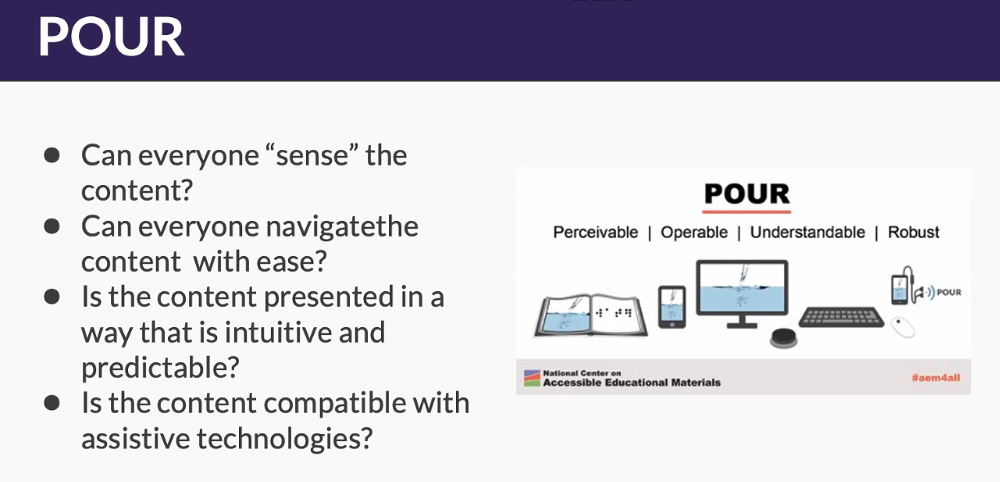 POUR
● Can everyone “sense” the
content?
● Can everyone navigatethe
content  with ease?
● Is the content presented in a
way that is intuitive and
predictable?
● Is the content compatible with
assistive technologies?
POUR
Perceivable | Operable | Understandable | Robust
POUR
National Center on
Accessible Educational Materials
#aem4all